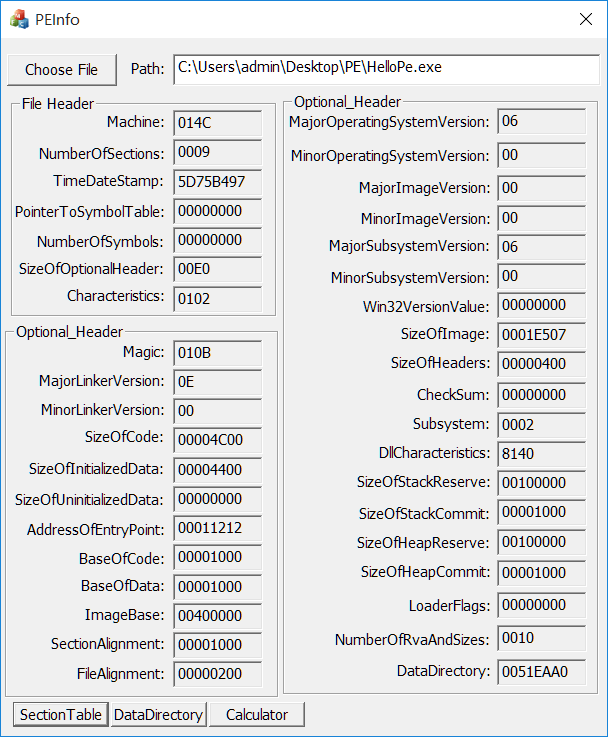 PEInfo
Choose File Path: C:\Users\admin\Desktop\PE\HelloPe.exe
File Header
Machine: 014C
NumberOfSections: 0009
TimeDateStamp: 5D75B497
PointerToSymbolTable: 00000000
NumberOfSymbols: 00000000
SizeOfOptionalHeader: 00E0
Characteristics: 0102
Optional_Header
Magic: 010B
MajorLinkerVersion: 0E
MinorLinkerVersion: 00
SizeOfCode: 00004C00
SizeOfInitializedData: 00004400
SizeOfUninitializedData: 00000000
AddressOfEntryPoint: 00011212
BaseOfCode: 00001000
BaseOfData: 00001000
ImageBase: 00400000
SectionAlignment: 00001000
FileAlignment: 00000200
Optional_Header
MajorOperatingSystemVersion: 06
MinorOperatingSystemVersion: 00
MajorImageVersion: 00
MinorImageVersion: 00
MajorSubsystemVersion: 06
MinorSubsystemVersion: 00
Win32VersionValue: 00000000
SizeOfImage: 0001E507
SizeOfHeaders: 00000400
CheckSum: 00000000
Subsystem: 0002
DllCharacteristics: 8140
SizeOfStackReserve: 00100000
SizeOfStackCommit: 00001000
SizeOfHeapReserve: 00100000
SizeOfHeapCommit: 00001000
LoaderFlags: 00000000
NumberOfRvaAndSizes: 0010
DataDirectory: 0051EAA0
SectionTable DataDirectory Calculator